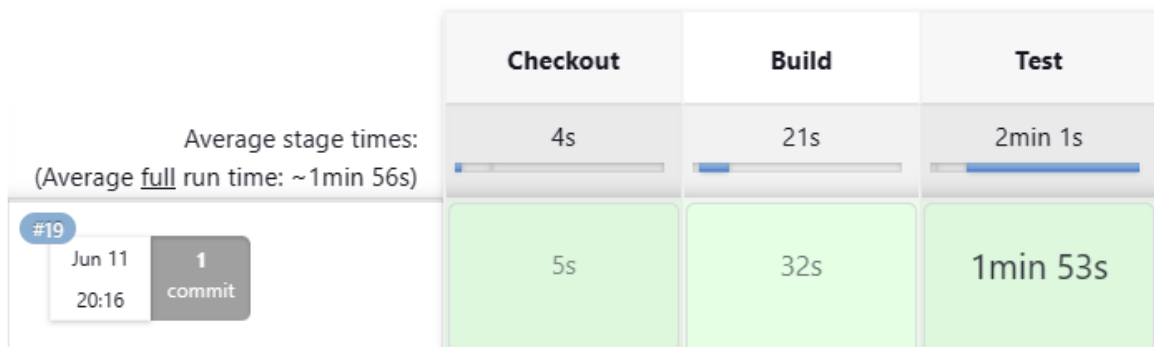 Checkout Build Test
Average stage times: 4s 21s 2min 1s
(Average full run time: ~1min 56s)
#19
Jun 11 1
20:16 commit
5s 32s 1min 53s